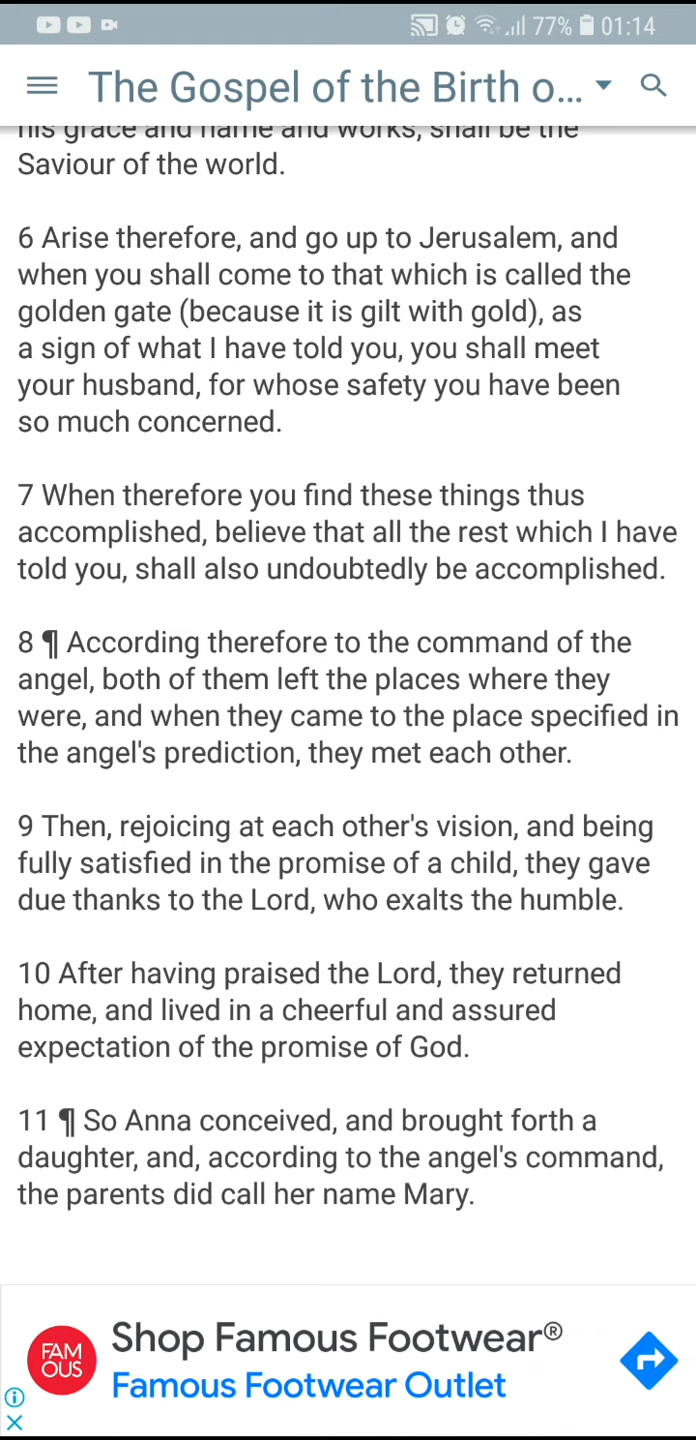 77% 01:14
The Gospel of the Birth o...
his grace and name and works, shall be the
Saviour of the world.
6 Arise therefore, and go up to Jerusalem, and
when you shall come to that which is called the
golden gate (because it is gilt with gold), as
a sign of what I have told you, you shall meet
your husband, for whose safety you have been
so much concerned.
7 When therefore you find these things thus
accomplished, believe that all the rest which I have
told you, shall also undoubtedly be accomplished.
8 ¶ According therefore to the command of the
angel, both of them left the places where they
were, and when they came to the place specified in
the angel's prediction, they met each other.
9 Then, rejoicing at each other's vision, and being
fully satisfied in the promise of a child, they gave
due thanks to the Lord, who exalts the humble.
10 After having praised the Lord, they returned
home, and lived in a cheerful and assured
expectation of the promise of God.
11 ¶ So Anna conceived, and brought forth a
daughter, and, according to the angel's command,
the parents did call her name Mary.
FAM
OUS
Shop Famous Footwear®
Famous Footwear Outlet